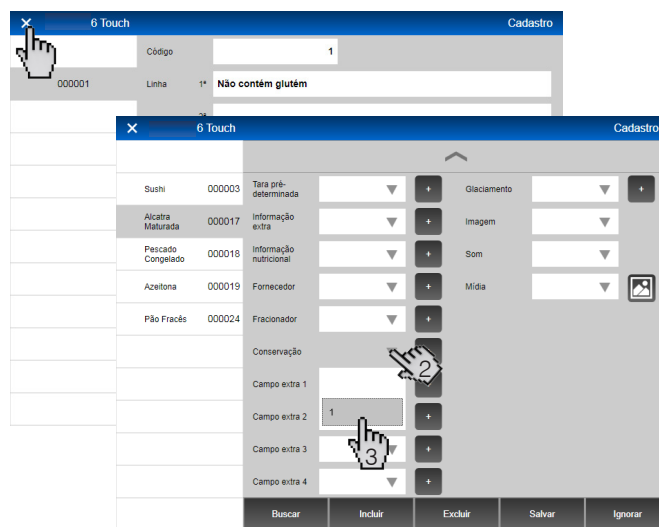 6 Touch
Cadastro
Código
1
000001
Linha
1ª
Não contém glutém
2ª
6 Touch
Cadastro
Sushi
000003
Tara pré-
determinada
+
Glaciamento
+
Alcatra
Maturada
000017
Informação
extra
+
Imagem
Pescado
Congelado
000018
Informação
nutricional
+
Som
Azeitona
000019
Fornecedor
+
Mídia
Pão Fracês
000024
Fracionador
+
Conservação
2
Campo extra 1
Campo extra 2
1
+
Campo extra 3
3
+
Campo extra 4
+
Buscar
Incluir
Excluir
Salvar
Ignorar